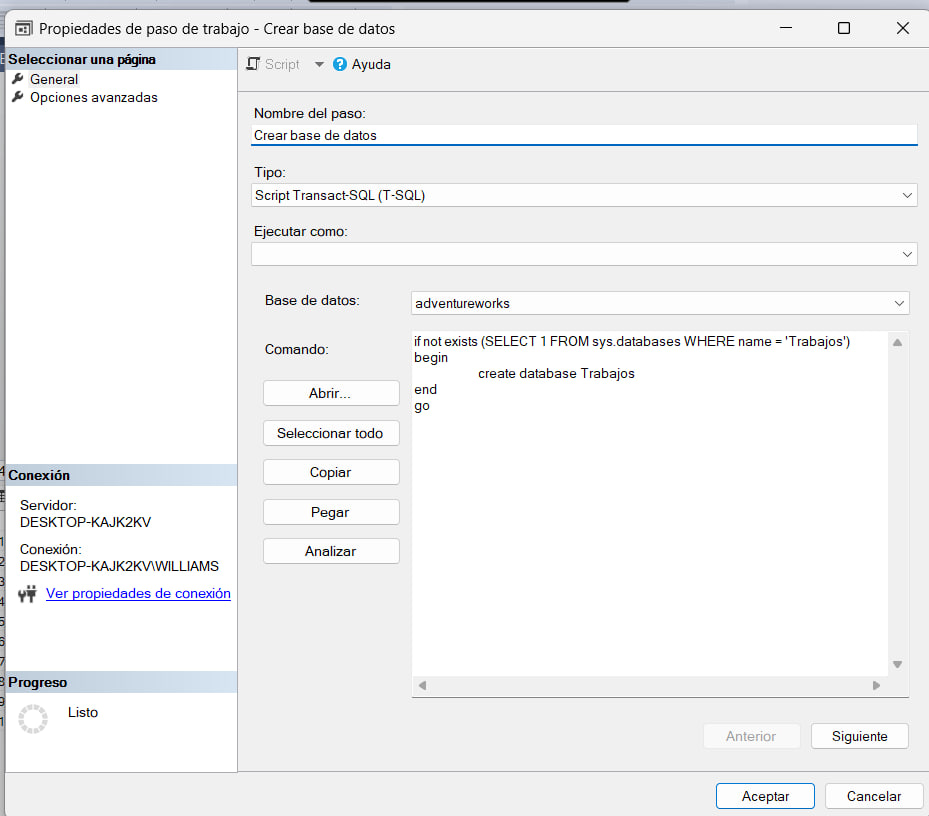 Propiedades de paso de trabajo - Crear base de datos
Seleccionar una página
General
Opciones avanzadas
Script
Ayuda
Nombre del paso:
Crear base de datos
Tipo:
Script Transact-SQL (T-SQL)
Ejecutar como:
Base de datos:
adventureworks
Comando:
if not exists (SELECT 1 FROM sys.databases WHERE name = 'Trabajos')
begin
create database Trabajos
end
go
Abrir...
Seleccionar todo
Copiar
Pegar
Analizar
Conexión
Servidor:
DESKTOP-KAJK2KV
Conexión:
DESKTOP-KAJK2KV\WILLIAMS
Ver propiedades de conexión
Progreso
Listo
Anterior
Siguiente
Aceptar
Cancelar